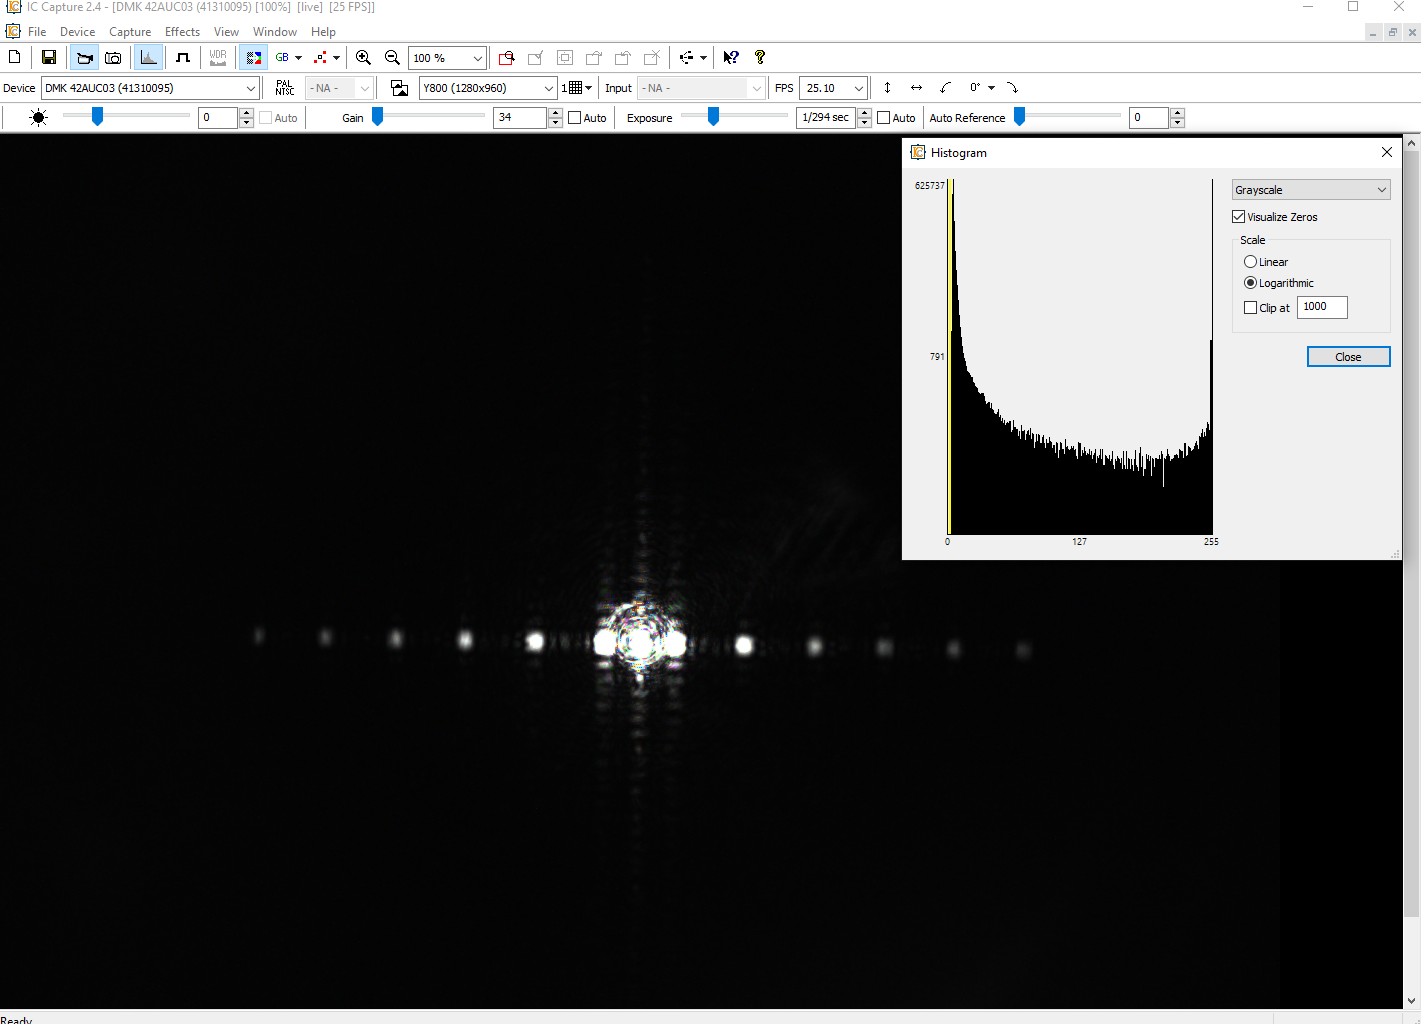 IC Capture 2.4 - [DMK 42AUC03 (41310095) [100%]  [live]  [25 FPS]]
File Device Capture Effects View Window Help
WDR GB 100 %
Device DMK 42AUC03 (41310095) PAL NTSC - NA - Y800 (1280x960) 1 Input - NA - FPS 25.10 0°
0 Auto Gain 34 Auto Exposure 1/294 sec Auto Auto Reference 0
Histogram
625737
791
0 127 255
Grayscale
Visualize Zeros
Scale
Linear
Logarithmic
Clip at 1000
Close
Ready